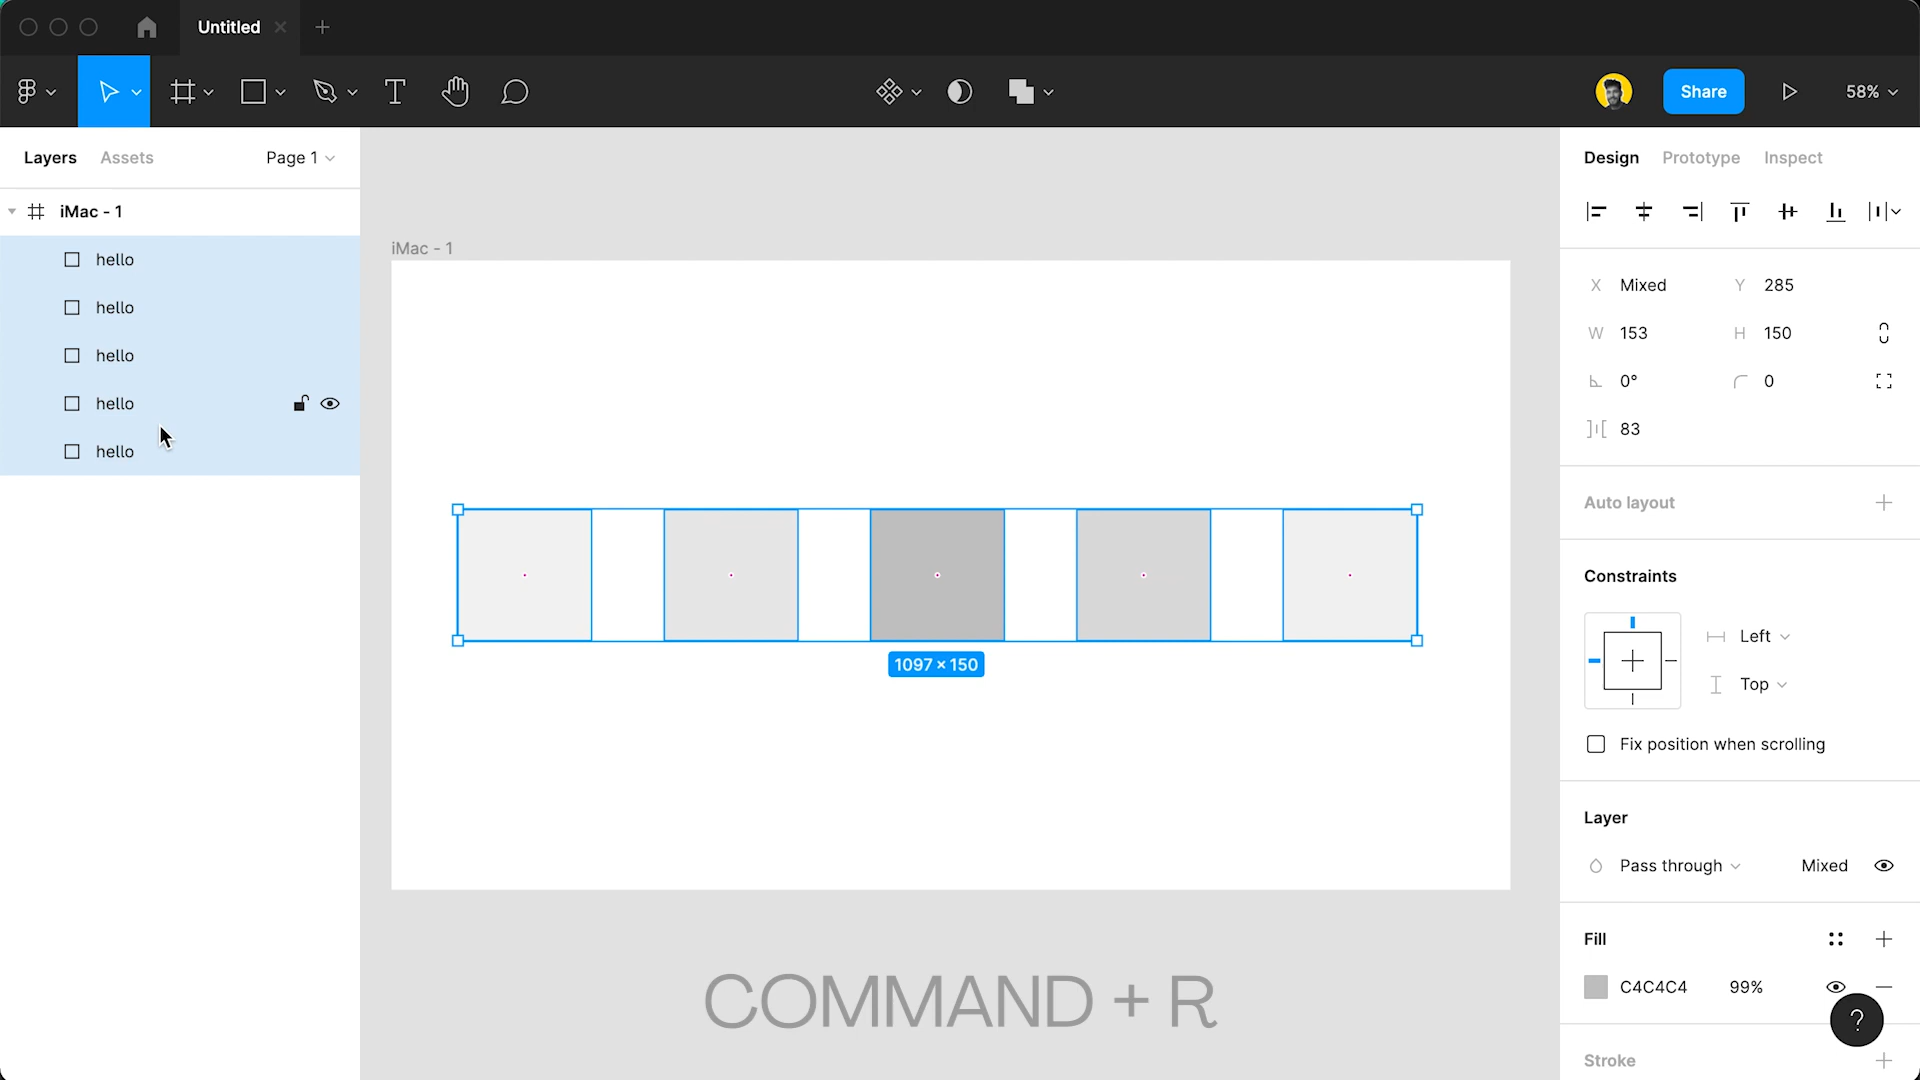 Untitled
Share
58%
Layers
Assets
Page 1
iMac - 1
hello
hello
hello
hello
hello
iMac - 1
1097 × 150
COMMAND + R
Design
Prototype
Inspect
X Mixed
Y 285
W 153
H 150
0°
0
83
Auto layout
Constraints
Left
Top
Fix position when scrolling
Layer
Pass through
Mixed
Fill
C4C4C4
99%
?
Stroke